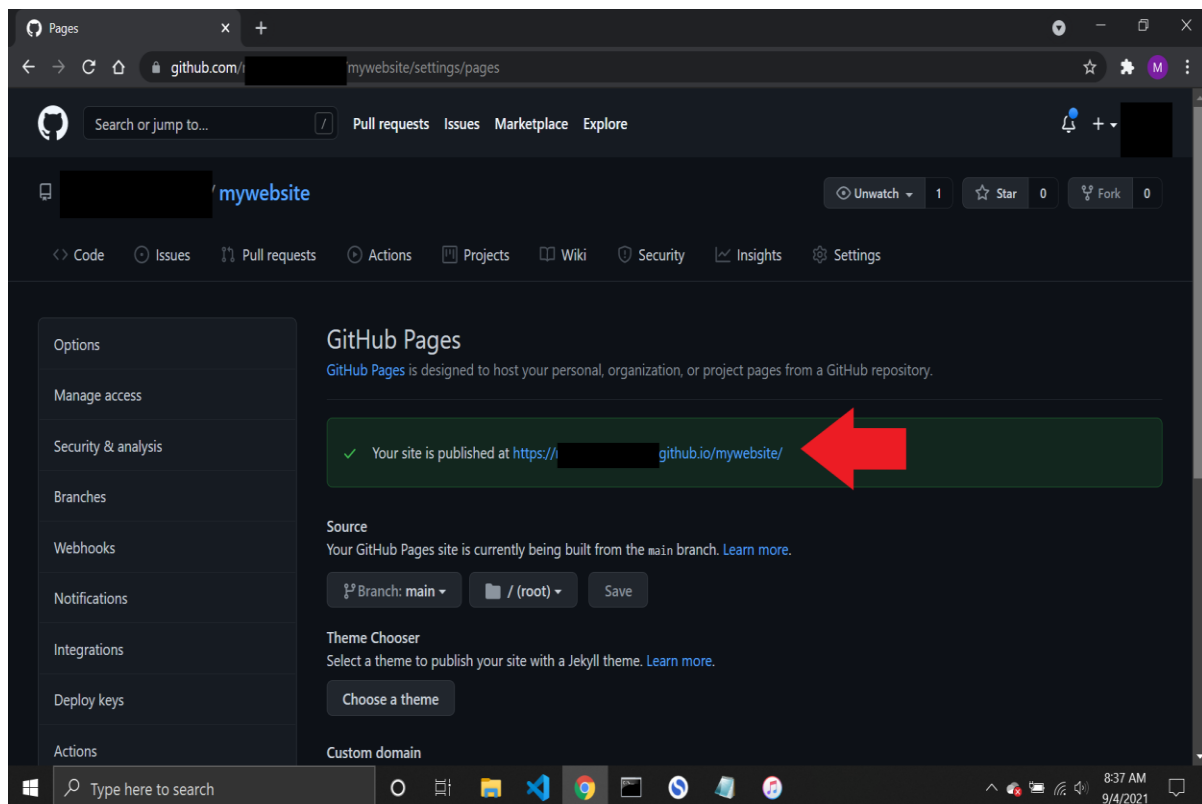 Pages
github.com/ mywebsite/settings/pages
M
Search or jump to... / Pull requests Issues Marketplace Explore
/ mywebsite
Unwatch 1 Star 0 Fork 0
Code Issues Pull requests Actions Projects Wiki Security Insights Settings
Options
Manage access
Security & analysis
Branches
Webhooks
Notifications
Integrations
Deploy keys
Actions
GitHub Pages
GitHub Pages is designed to host your personal, organization, or project pages from a GitHub repository.
Your site is published at https:// github.io/mywebsite/
Source
Your GitHub Pages site is currently being built from the main branch. Learn more.
Branch: main / (root) Save
Theme Chooser
Select a theme to publish your site with a Jekyll theme. Learn more.
Choose a theme
Custom domain
Type here to search
8:37 AM
9/4/2021